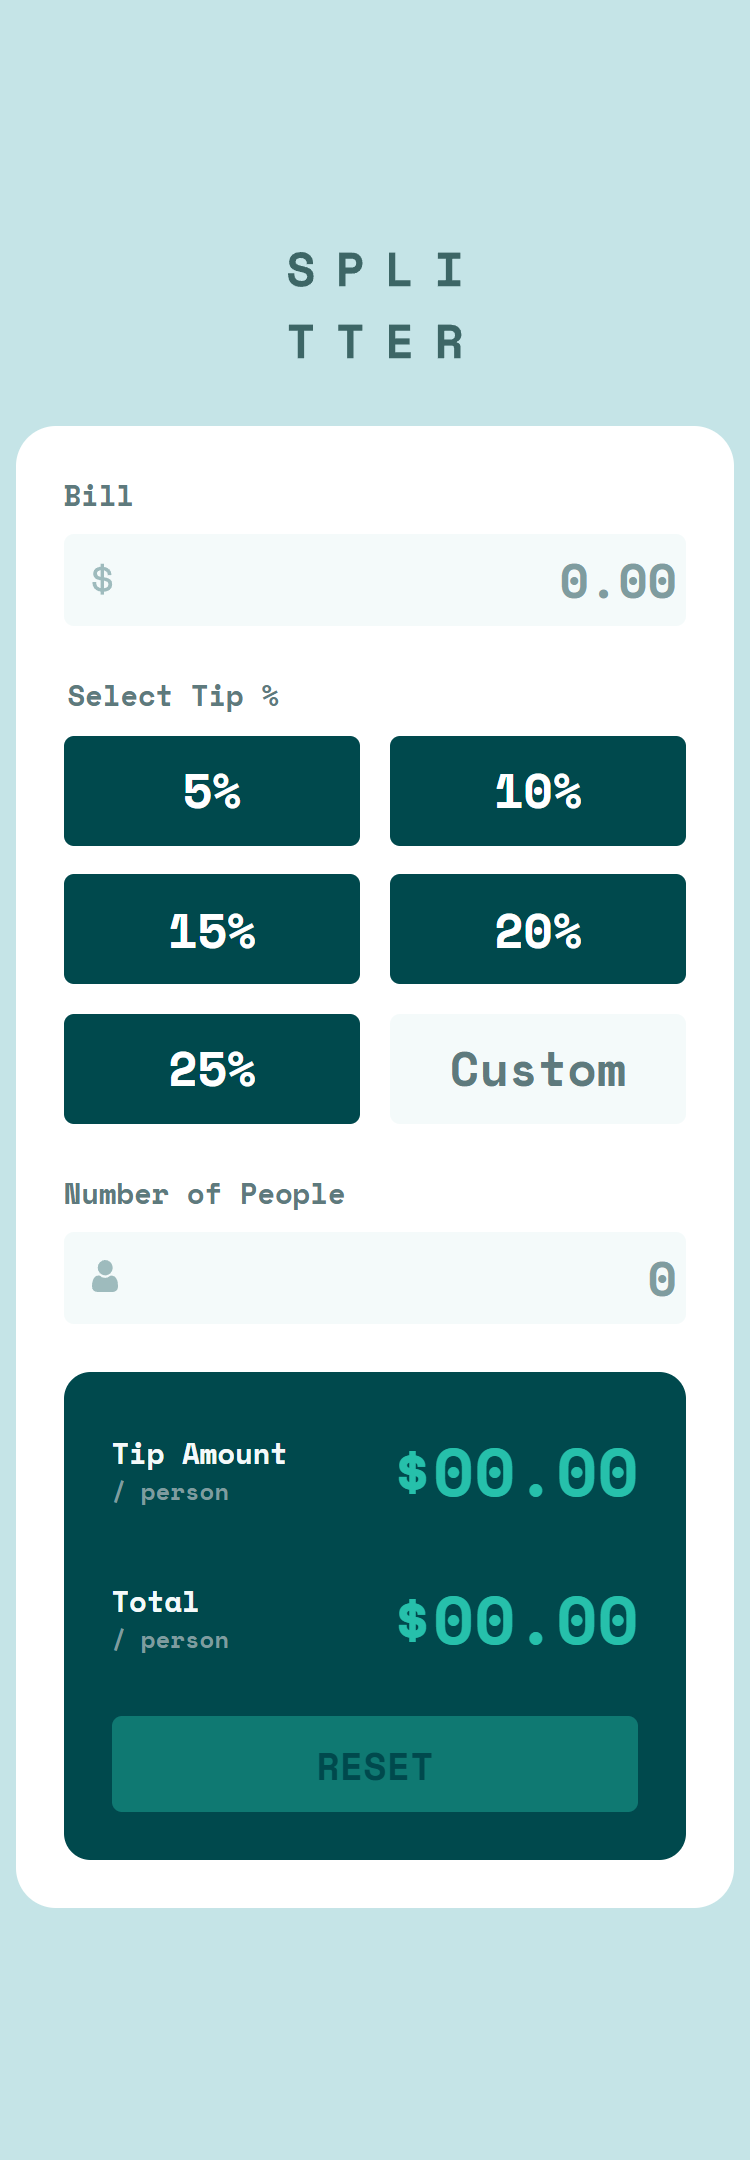 SPLI
TTER
Bill
$ 0.00
Select Tip %
5% 10%
15% 20%
25% Custom
Number of People
0
Tip Amount
/ person
$00.00
Total
/ person
$00.00
RESET